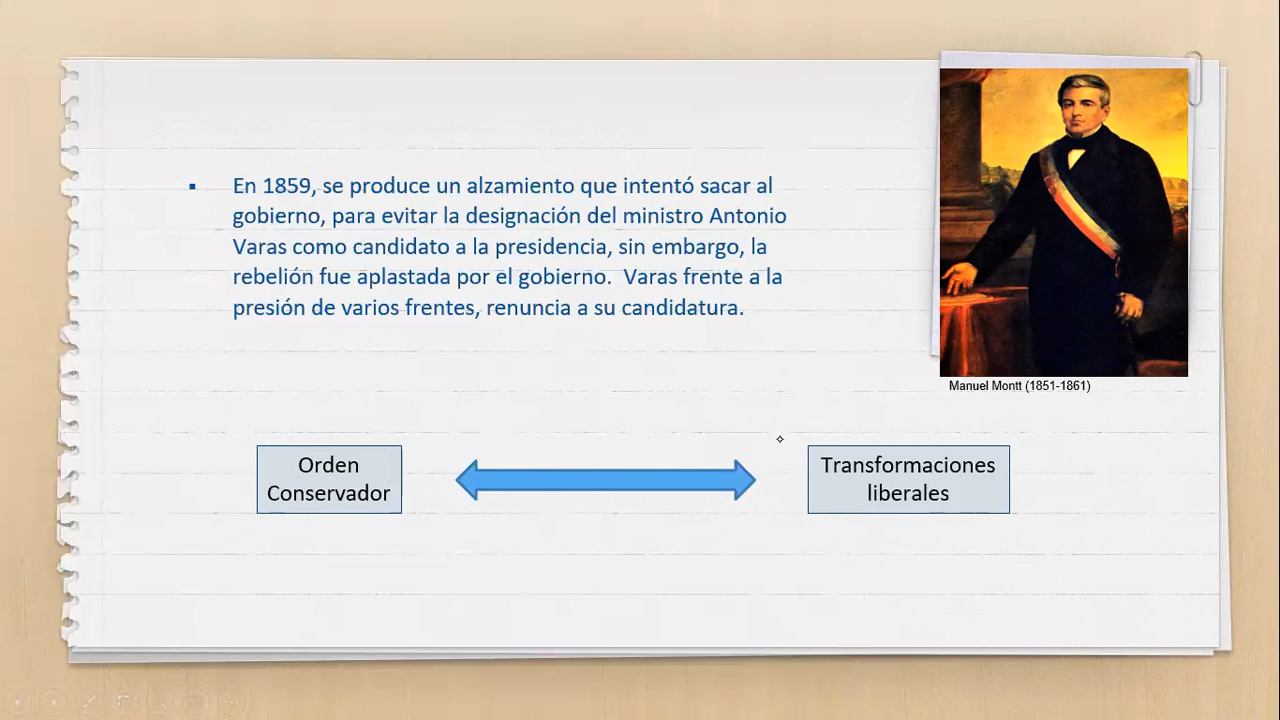 En 1859, se produce un alzamiento que intentó sacar al
gobierno, para evitar la designación del ministro Antonio
Varas como candidato a la presidencia, sin embargo, la
rebelión fue aplastada por el gobierno.  Varas frente a la
presión de varios frentes, renuncia a su candidatura.
Manuel Montt (1851-1861)
Orden
Conservador
Transformaciones
liberales